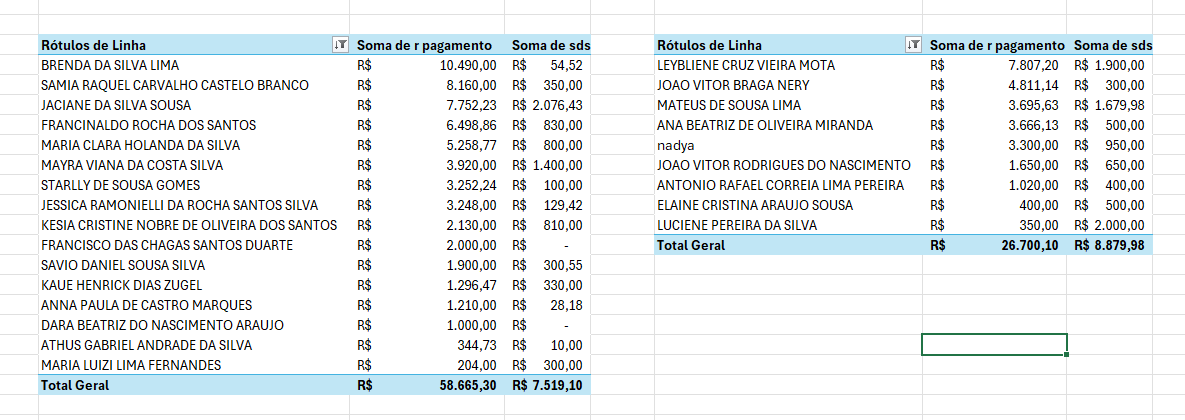 Rótulos de Linha Soma de r pagamento Soma de sds
BRENDA DA SILVA LIMA R$ 10.490,00 R$ 54,52
SAMIA RAQUEL CARVALHO CASTELO BRANCO R$ 8.160,00 R$ 350,00
JACIANE DA SILVA SOUSA R$ 7.752,23 R$ 2.076,43
FRANCINALDO ROCHA DOS SANTOS R$ 6.498,86 R$ 830,00
MARIA CLARA HOLANDA DA SILVA R$ 5.258,77 R$ 800,00
MAYRA VIANA DA COSTA SILVA R$ 3.920,00 R$ 1.400,00
STARLLY DE SOUSA GOMES R$ 3.252,24 R$ 100,00
JESSICA RAMONIELLI DA ROCHA SANTOS SILVA R$ 3.248,00 R$ 129,42
KESIA CRISTINE NOBRE DE OLIVEIRA DOS SANTOS R$ 2.130,00 R$ 810,00
FRANCISCO DAS CHAGAS SANTOS DUARTE R$ 2.000,00 R$ -
SAVIO DANIEL SOUSA SILVA R$ 1.900,00 R$ 300,55
KAUE HENRICK DIAS ZUGEL R$ 1.296,47 R$ 330,00
ANNA PAULA DE CASTRO MARQUES R$ 1.210,00 R$ 28,18
DARA BEATRIZ DO NASCIMENTO ARAUJO R$ 1.000,00 R$ -
ATHUS GABRIEL ANDRADE DA SILVA R$ 344,73 R$ 10,00
MARIA LUIZI LIMA FERNANDES R$ 204,00 R$ 300,00
Total Geral R$ 58.665,30 R$ 7.519,10
Rótulos de Linha Soma de r pagamento Soma de sds
LEYBLIENE CRUZ VIEIRA MOTA R$ 7.807,20 R$ 1.900,00
JOAO VITOR BRAGA NERY R$ 4.811,14 R$ 300,00
MATEUS DE SOUSA LIMA R$ 3.695,63 R$ 1.679,98
ANA BEATRIZ DE OLIVEIRA MIRANDA R$ 3.666,13 R$ 500,00
nadya R$ 3.300,00 R$ 950,00
JOAO VITOR RODRIGUES DO NASCIMENTO R$ 1.650,00 R$ 650,00
ANTONIO RAFAEL CORREIA LIMA PEREIRA R$ 1.020,00 R$ 400,00
ELAINE CRISTINA ARAUJO SOUSA R$ 400,00 R$ 500,00
LUCIENE PEREIRA DA SILVA R$ 350,00 R$ 2.000,00
Total Geral R$ 26.700,10 R$ 8.879,98